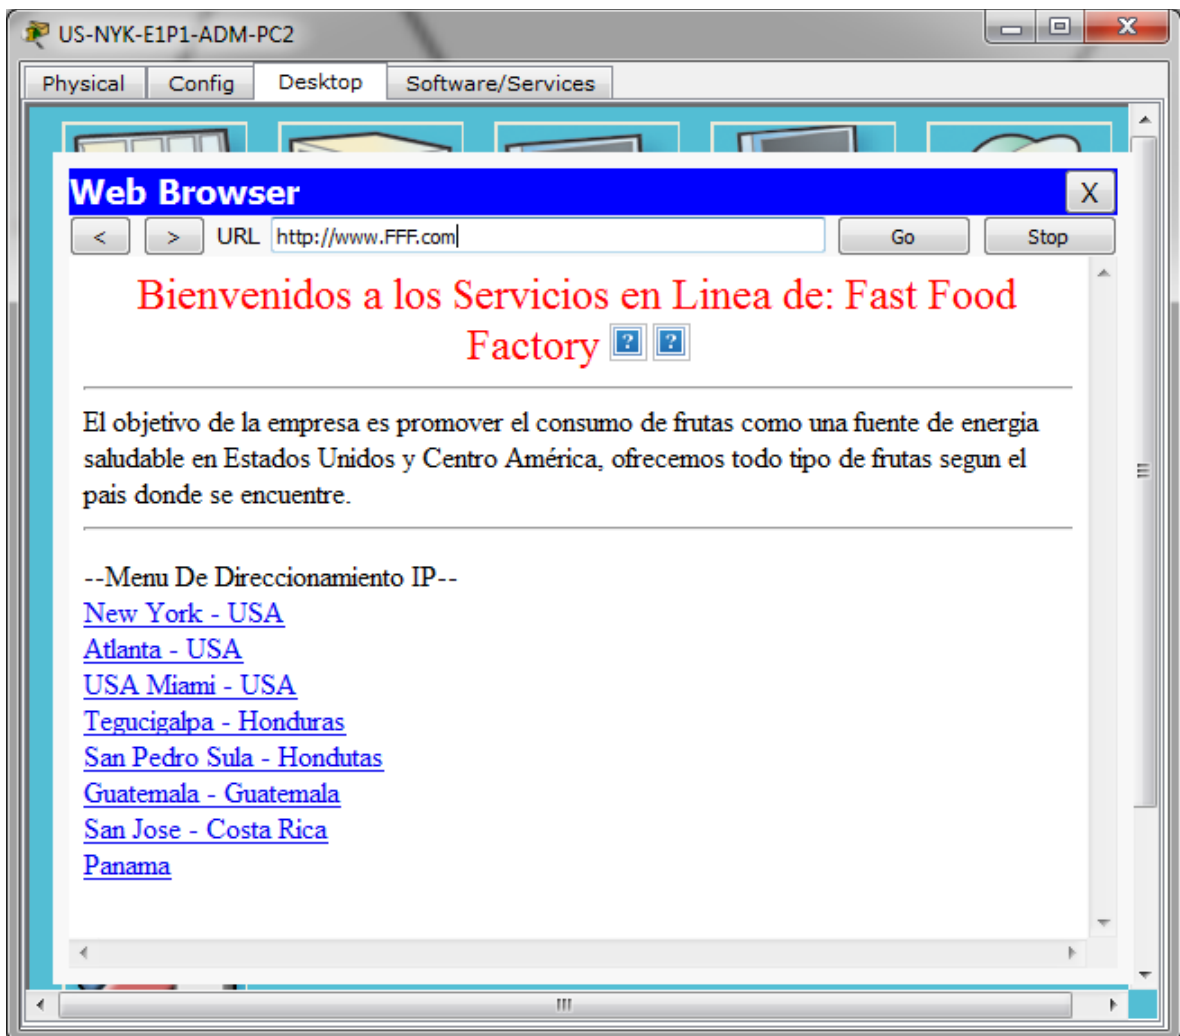 US-NYK-E1P1-ADM-PC2
Physical Config Desktop Software/Services
Web Browser X
< > URL http://www.FFF.com Go Stop
Bienvenidos a los Servicios en Linea de: Fast Food
Factory
El objetivo de la empresa es promover el consumo de frutas como una fuente de energia
saludable en Estados Unidos y Centro América, ofrecemos todo tipo de frutas segun el
pais donde se encuentre.
--Menu De Direccionamiento IP--
New York - USA
Atlanta - USA
USA Miami - USA
Tegucigalpa - Honduras
San Pedro Sula - Hondutas
Guatemala - Guatemala
San Jose - Costa Rica
Panama